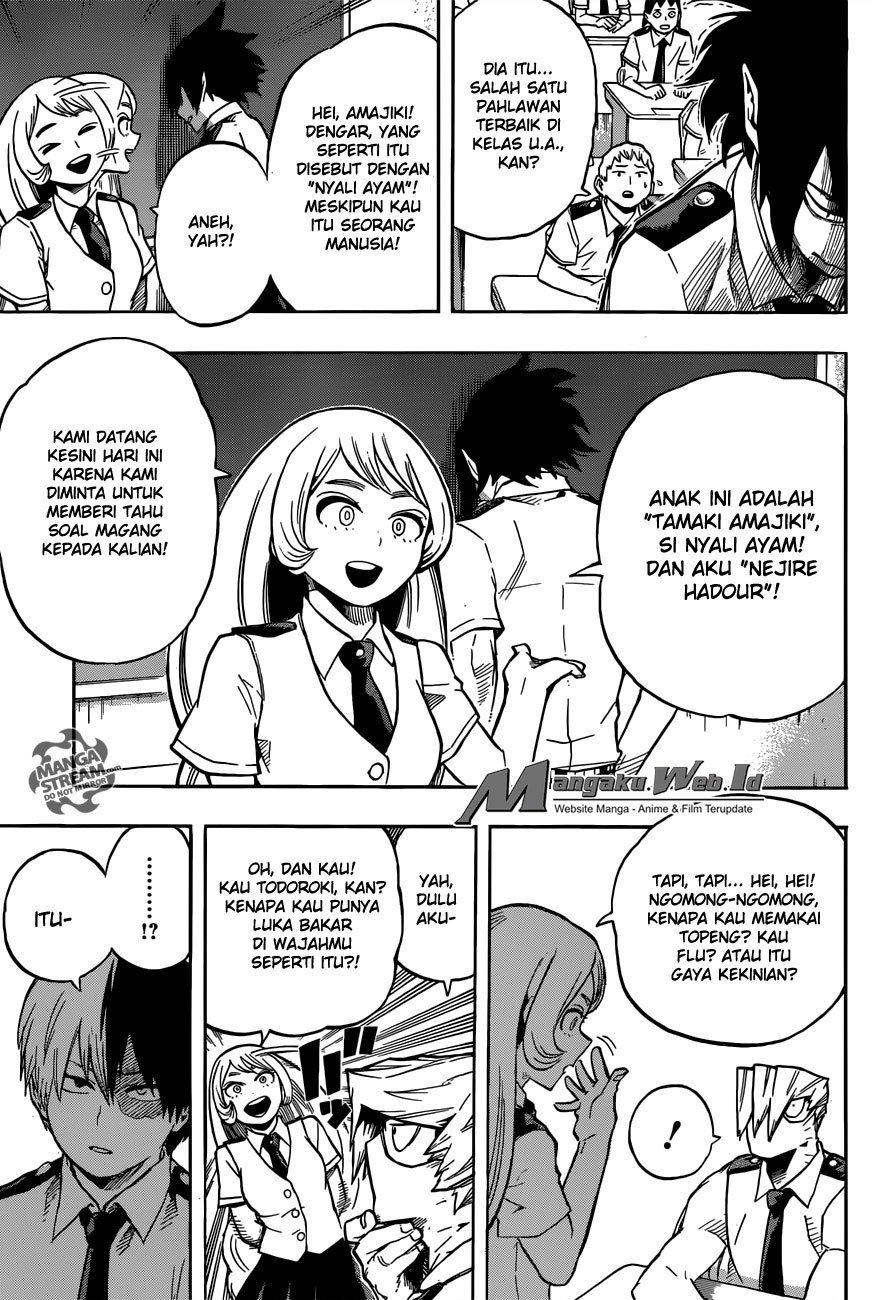 DIA ITU...
SALAH SATU
PAHLAWAN
TERBAIK DI
KELAS U.A.,
KAN?
HEI, AMAJIKI!
DENGAR, YANG
SEPERTI ITU
DISEBUT DENGAN
"NYALI AYAM"!
MESKIPUN KAU
ITU SEORANG
MANUSIA!
ANEH,
YAH?!
ANAK INI ADALAH
"TAMAKI AMAJIKI",
SI NYALI AYAM!
DAN AKU "NEJIRE
HADOUR"!
KAMI DATANG
KESINI HARI INI
KARENA KAMI
DIMINTA UNTUK
MEMBERI TAHU
SOAL MAGANG
KEPADA KALIAN!
MANGA
STREAM.com
DO NOT MIRROR!
Mangaku.Web.Id
Website Manga - Anime & Film Terupdate
TAPI, TAPI... HEI, HEI!
NGOMONG-NGOMONG,
KENAPA KAU MEMAKAI
TOPENG? KAU
FLU? ATAU ITU
GAYA KEKINIAN?
!
YAH,
DULU
AKU-
OH, DAN KAU!
KAU TODOROKI, KAN?
KENAPA KAU PUNYA
LUKA BAKAR
DI WAJAHMU
SEPERTI ITU?!
.........
!?
ITU-